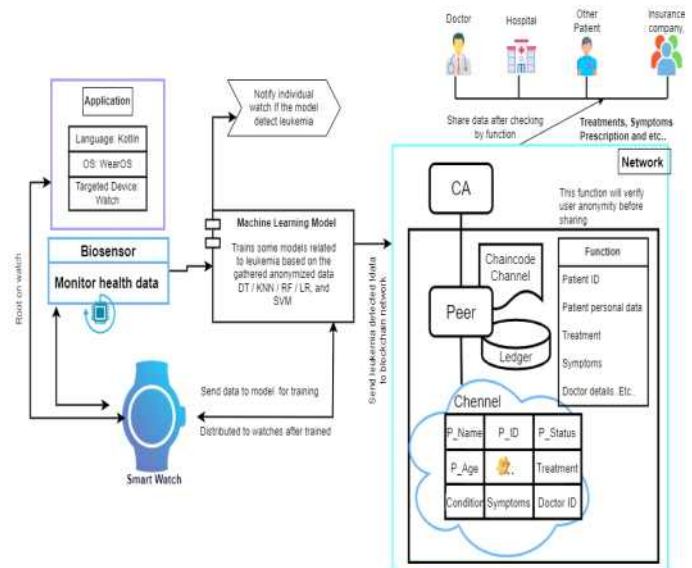 Doctor
Hospital
Other
Patient
Insurance
company,
Share data after checking
by function
Treatments, Symptoms
Prescription and etc..
Application
Language: Kotlin
OS: WearOS
Targeted Device:
Watch
Notify individual
watch If the model
detect leukemia
Biosensor
Monitor health data
Root on watch
Machine Learning Model
Trains some models related
to leukemia based on the
gathered anonymized data
DT / KNN / RF / LR, and
SVM
Send data to model for training
Distributed to watches after trained
Smart Watch
Send leukemia detected tdata
to blockchain network
Network
CA
This function will verify
user anonymity before
sharing
Chaincode
Channel
Peer
Ledger
Function
Patient ID
Patient personal data
Treatment
Symptoms
Doctor details .Etc..
Chennel
P_Name
P_ID
P_Status
P_Age
Treatment
Condition
Symptoms
Doctor ID